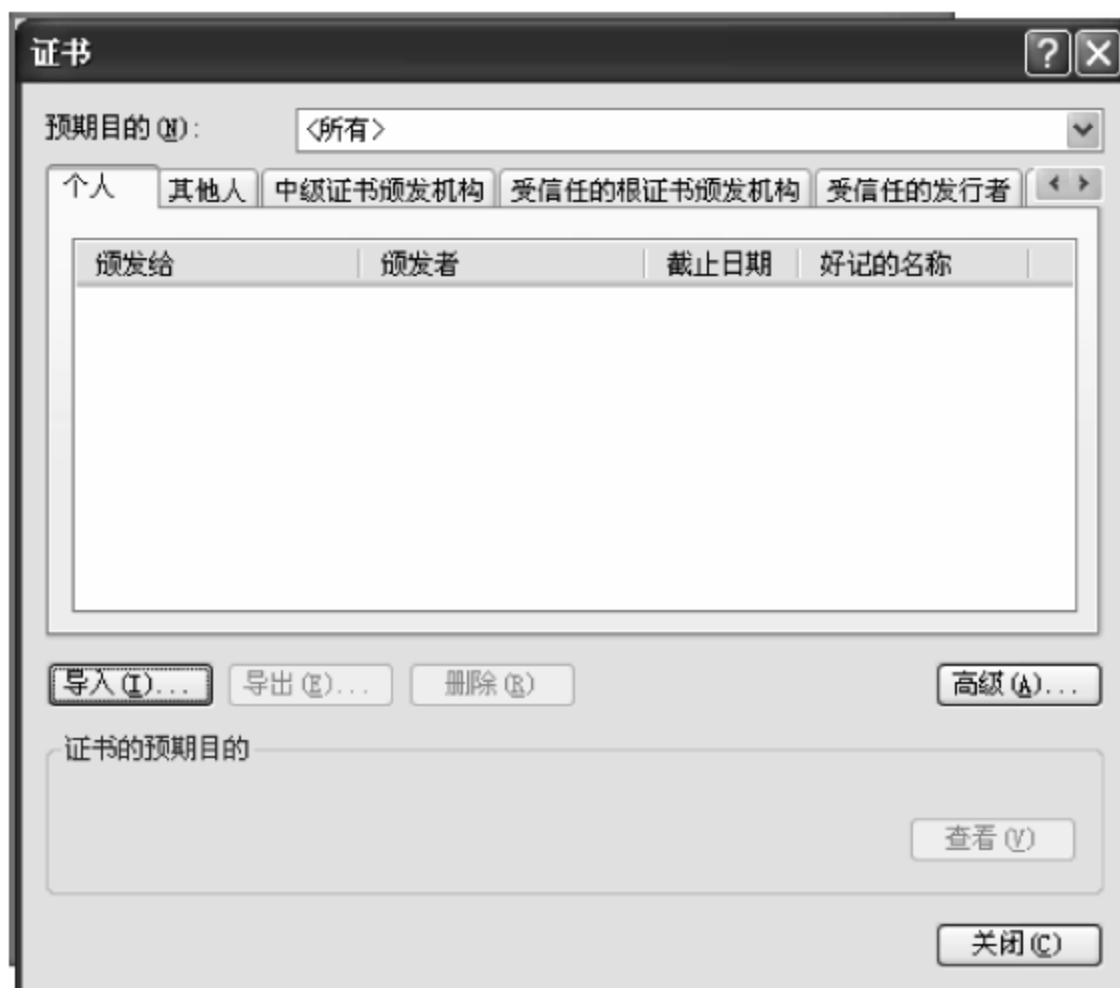 证书
预期目的(N): <所有>
个人 其他人 中级证书颁发机构 受信任的根证书颁发机构 受信任的发行者
颁发给 颁发者 截止日期 好记的名称
导入(I)... 导出(E)... 删除(R) 高级(A)...
证书的预期目的
查看(V)
关闭(C)